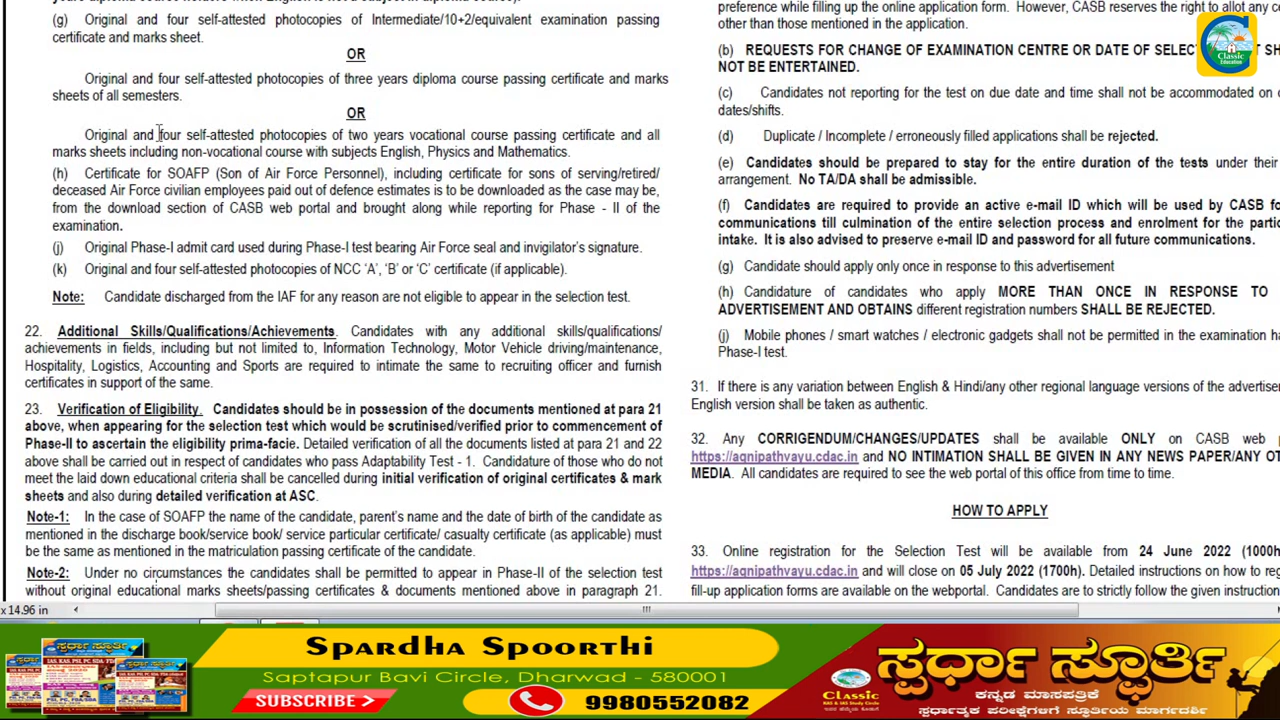 (g) Original and four self-attested photocopies of Intermediate/10+2/equivalent examination passing
certificate and marks sheet.
OR
Original and four self-attested photocopies of three years diploma course passing certificate and marks
sheets of all semesters.
OR
Original and four self-attested photocopies of two years vocational course passing certificate and all
marks sheets including non-vocational course with subjects English, Physics and Mathematics.
(h) Certificate for SOAFP (Son of Air Force Personnel), including certificate for sons of serving/retired/
deceased Air Force civilian employees paid out of defence estimates is to be downloaded as the case may be,
from the download section of CASB web portal and brought along while reporting for Phase - II of the
examination.
(j) Original Phase-I admit card used during Phase-I test bearing Air Force seal and invigilator's signature.
(k) Original and four self-attested photocopies of NCC 'A', 'B' or 'C' certificate (if applicable).
Note: Candidate discharged from the IAF for any reason are not eligible to appear in the selection test.
22. Additional Skills/Qualifications/Achievements. Candidates with any additional skills/qualifications/
achievements in fields, including but not limited to, Information Technology, Motor Vehicle driving/maintenance,
Hospitality, Logistics, Accounting and Sports are required to intimate the same to recruiting officer and furnish
certificates in support of the same.
23. Verification of Eligibility. Candidates should be in possession of the documents mentioned at para 21
above, when appearing for the selection test which would be scrutinised/verified prior to commencement of
Phase-II to ascertain the eligibility prima-facie. Detailed verification of all the documents listed at para 21 and 22
above shall be carried out in respect of candidates who pass Adaptability Test - 1. Candidature of those who do not
meet the laid down educational criteria shall be cancelled during initial verification of original certificates & mark
sheets and also during detailed verification at ASC.
Note-1: In the case of SOAFP the name of the candidate, parent's name and the date of birth of the candidate as
mentioned in the discharge book/service book/ service particular certificate/ casualty certificate (as applicable) must
be the same as mentioned in the matriculation passing certificate of the candidate.
Note-2: Under no circumstances the candidates shall be permitted to appear in Phase-II of the selection test
without original educational marks sheets/passing certificates & documents mentioned above in paragraph 21.
preference while filling up the online application form. However, CASB reserves the right to allot any
other than those mentioned in the application.
(b) REQUESTS FOR CHANGE OF EXAMINATION CENTRE OR DATE OF
NOT BE ENTERTAINED.
(c) Candidates not reporting for the test on due date and time shall not be accommodated on
dates/shifts.
(d) Duplicate / Incomplete / erroneously filled applications shall be rejected.
(e) Candidates should be prepared to stay for the entire duration of the tests under their
arrangement. No TA/DA shall be admissible.
(f) Candidates are required to provide an active e-mail ID which will be used by CASB
communications till culmination of the entire selection process and enrolment for the
intake. It is also advised to preserve e-mail ID and password for all future communications.
(g) Candidate should apply only once in response to this advertisement
(h) Candidature of candidates who apply MORE THAN ONCE IN RESPONSE TO
ADVERTISEMENT AND OBTAINS different registration numbers SHALL BE REJECTED.
(j) Mobile phones / smart watches / electronic gadgets shall not be permitted in the examination
Phase-I test.
31. If there is any variation between English & Hindi/any other regional language versions of the
English version shall be taken as authentic.
32. Any CORRIGENDUM/CHANGES/UPDATES shall be available ONLY on CASB web
https://agnipathvayu.cdac.in and NO INTIMATION SHALL BE GIVEN IN ANY NEWS PAPER/ANY
MEDIA. All candidates are required to see the web portal of this office from time to time.
HOW TO APPLY
33. Online registration for the Selection Test will be available from 24 June 2022 (1000h)
https://agnipathvayu.cdac.in and will close on 05 July 2022 (1700h). Detailed instructions on how to
fill-up application forms are available on the webportal. Candidates are to strictly follow the given
Classic
Education
x 14.96 in
Spardha Spoorthi
Saptapur Bavi Circle, Dharwad - 580001
SUBSCRIBE
9980552082
ಸ್ಪರ್ಧಾ ಸ್ಫೂರ್ತಿ
ಕನ್ನಡ ಮಾಸಪತ್ರಿಕೆ
ಸ್ಪರ್ಧಾತ್ಮಕ ಪರೀಕ್ಷೆಗಳ ಸ್ಫೂರ್ತಿಯ ಮಾರ್ಗದರ್ಶಿ
Classic